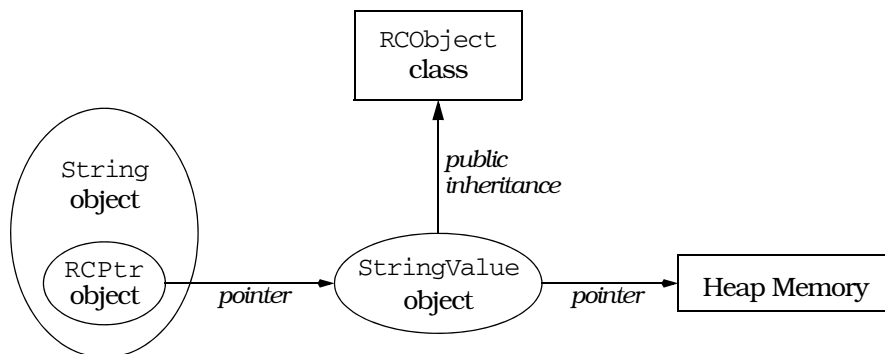 RCObject
class
String
object
public
inheritance
RCPtr
object
pointer
StringValue
object
pointer
Heap Memory